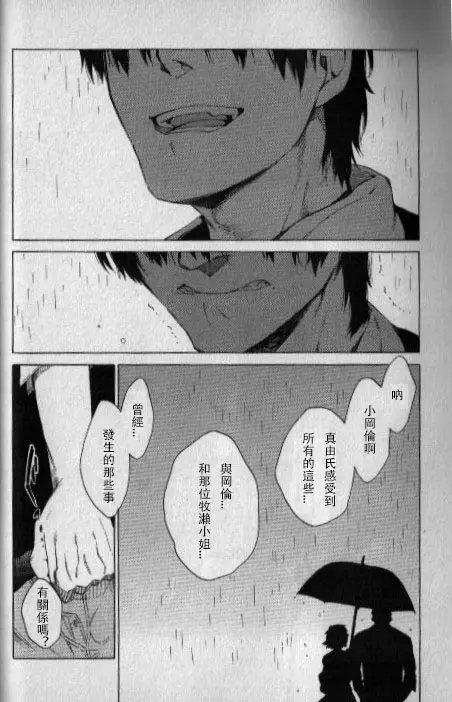 吶
小岡倫啊
真由氏感受到
所有的這些…
與岡倫…
和那位牧瀨小姐…
曾經…
發生的那些事
有關係嗎?